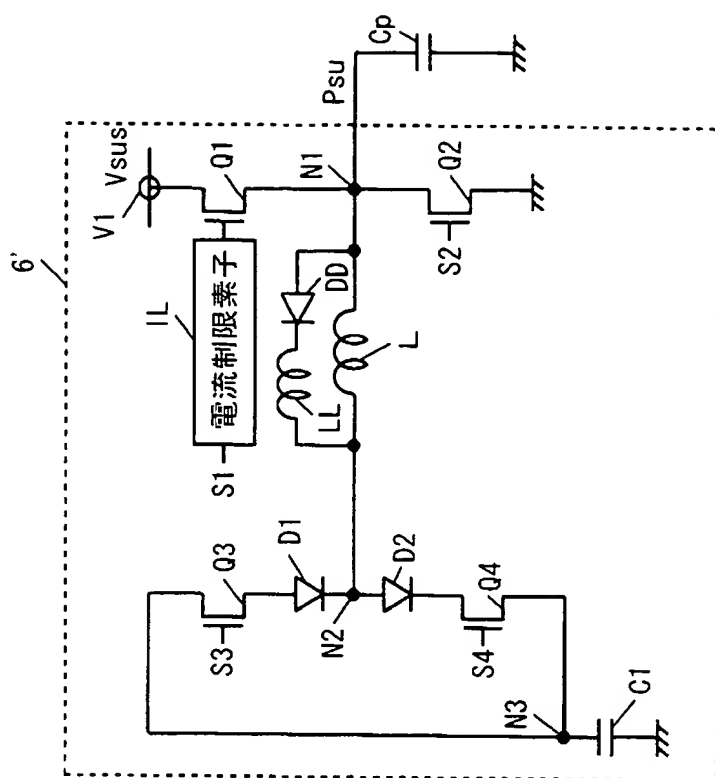 6'
V1
Vsus
IL
電流制限素子
S1
Q1
Psu
Cp
N1
DD
LL
L
S2
Q2
S3
Q3
D1
N2
D2
S4
Q4
N3
C1